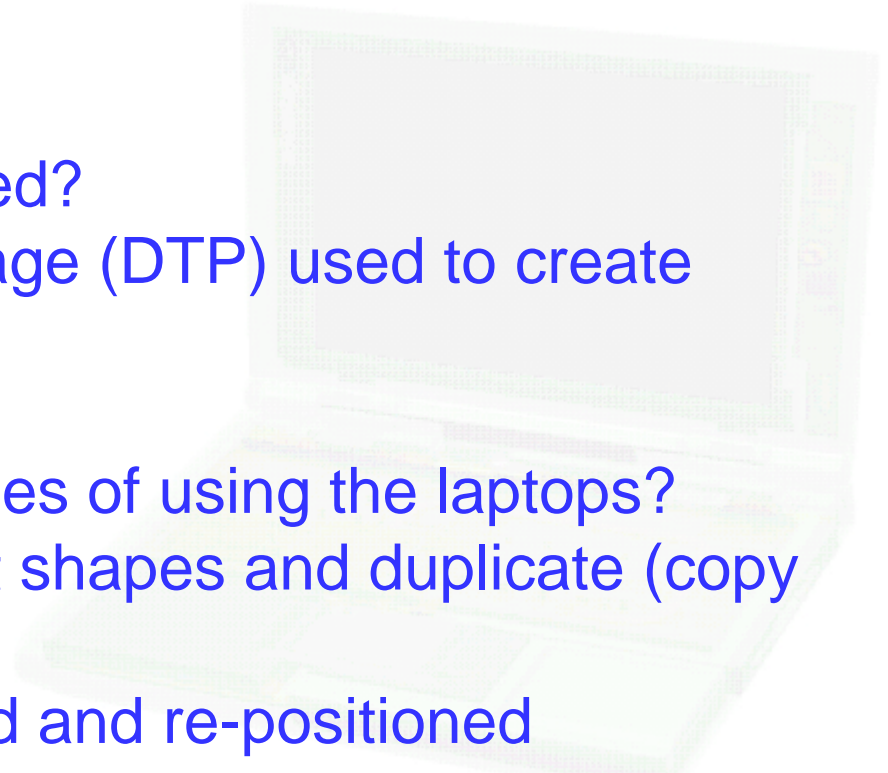 ed?
age (DTP) used to create
es of using the laptops?
t shapes and duplicate (copy
d and re-positioned